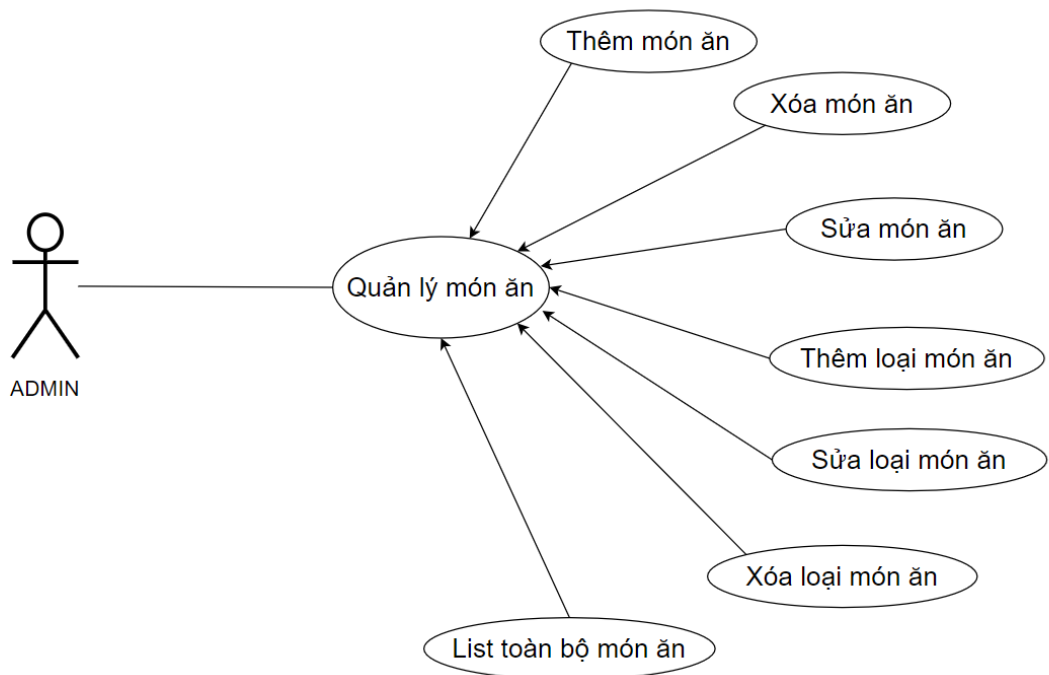 Thêm món ăn
Xóa món ăn
Sửa món ăn
Quản lý món ăn
Thêm loại món ăn
ADMIN
Sửa loại món ăn
Xóa loại món ăn
List toàn bộ món ăn